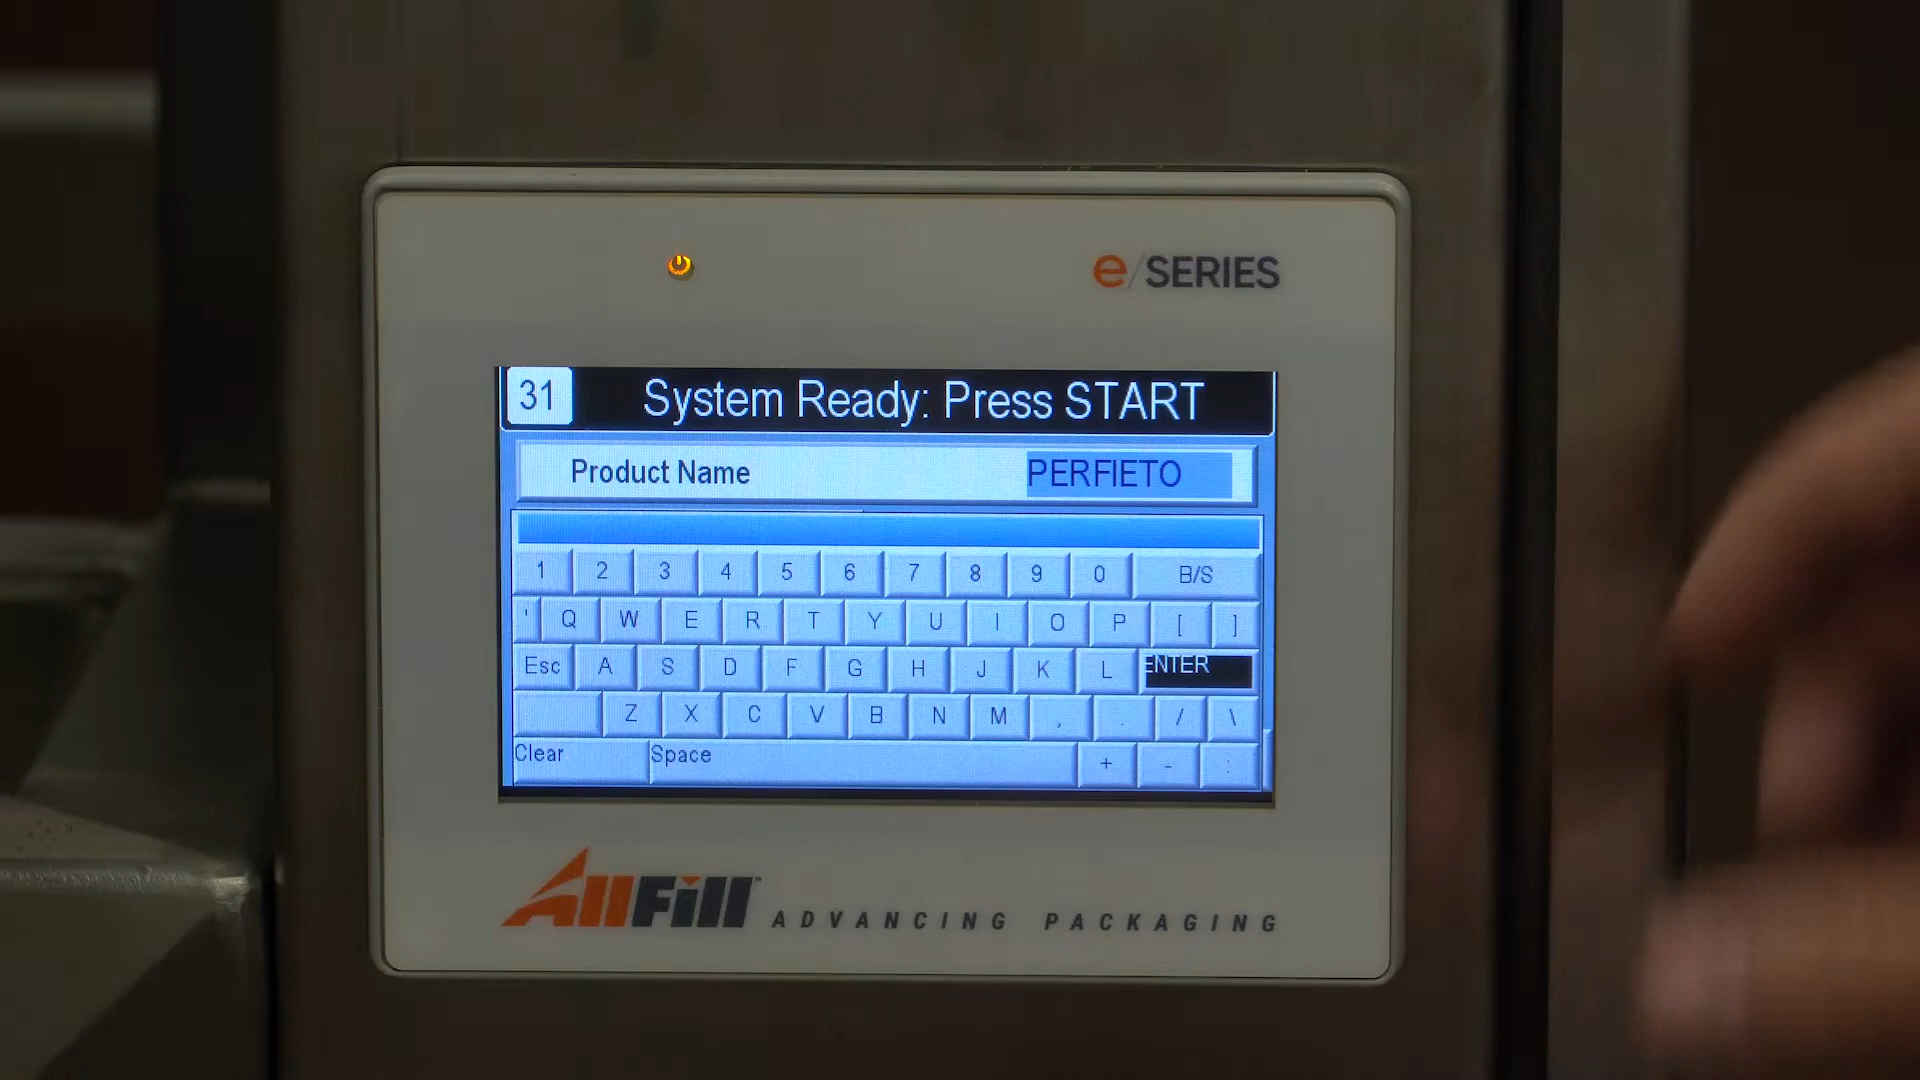 e/SERIES
31 System Ready: Press START
Product Name PERFIETO
1 2 3 4 5 6 7 8 9 0 B/S
' Q W E R T Y U I O P [ ]
Esc A S D F G H J K L ENTER
Z X C V B N M , . / \
Clear Space + - :
AllFill™ ADVANCING PACKAGING